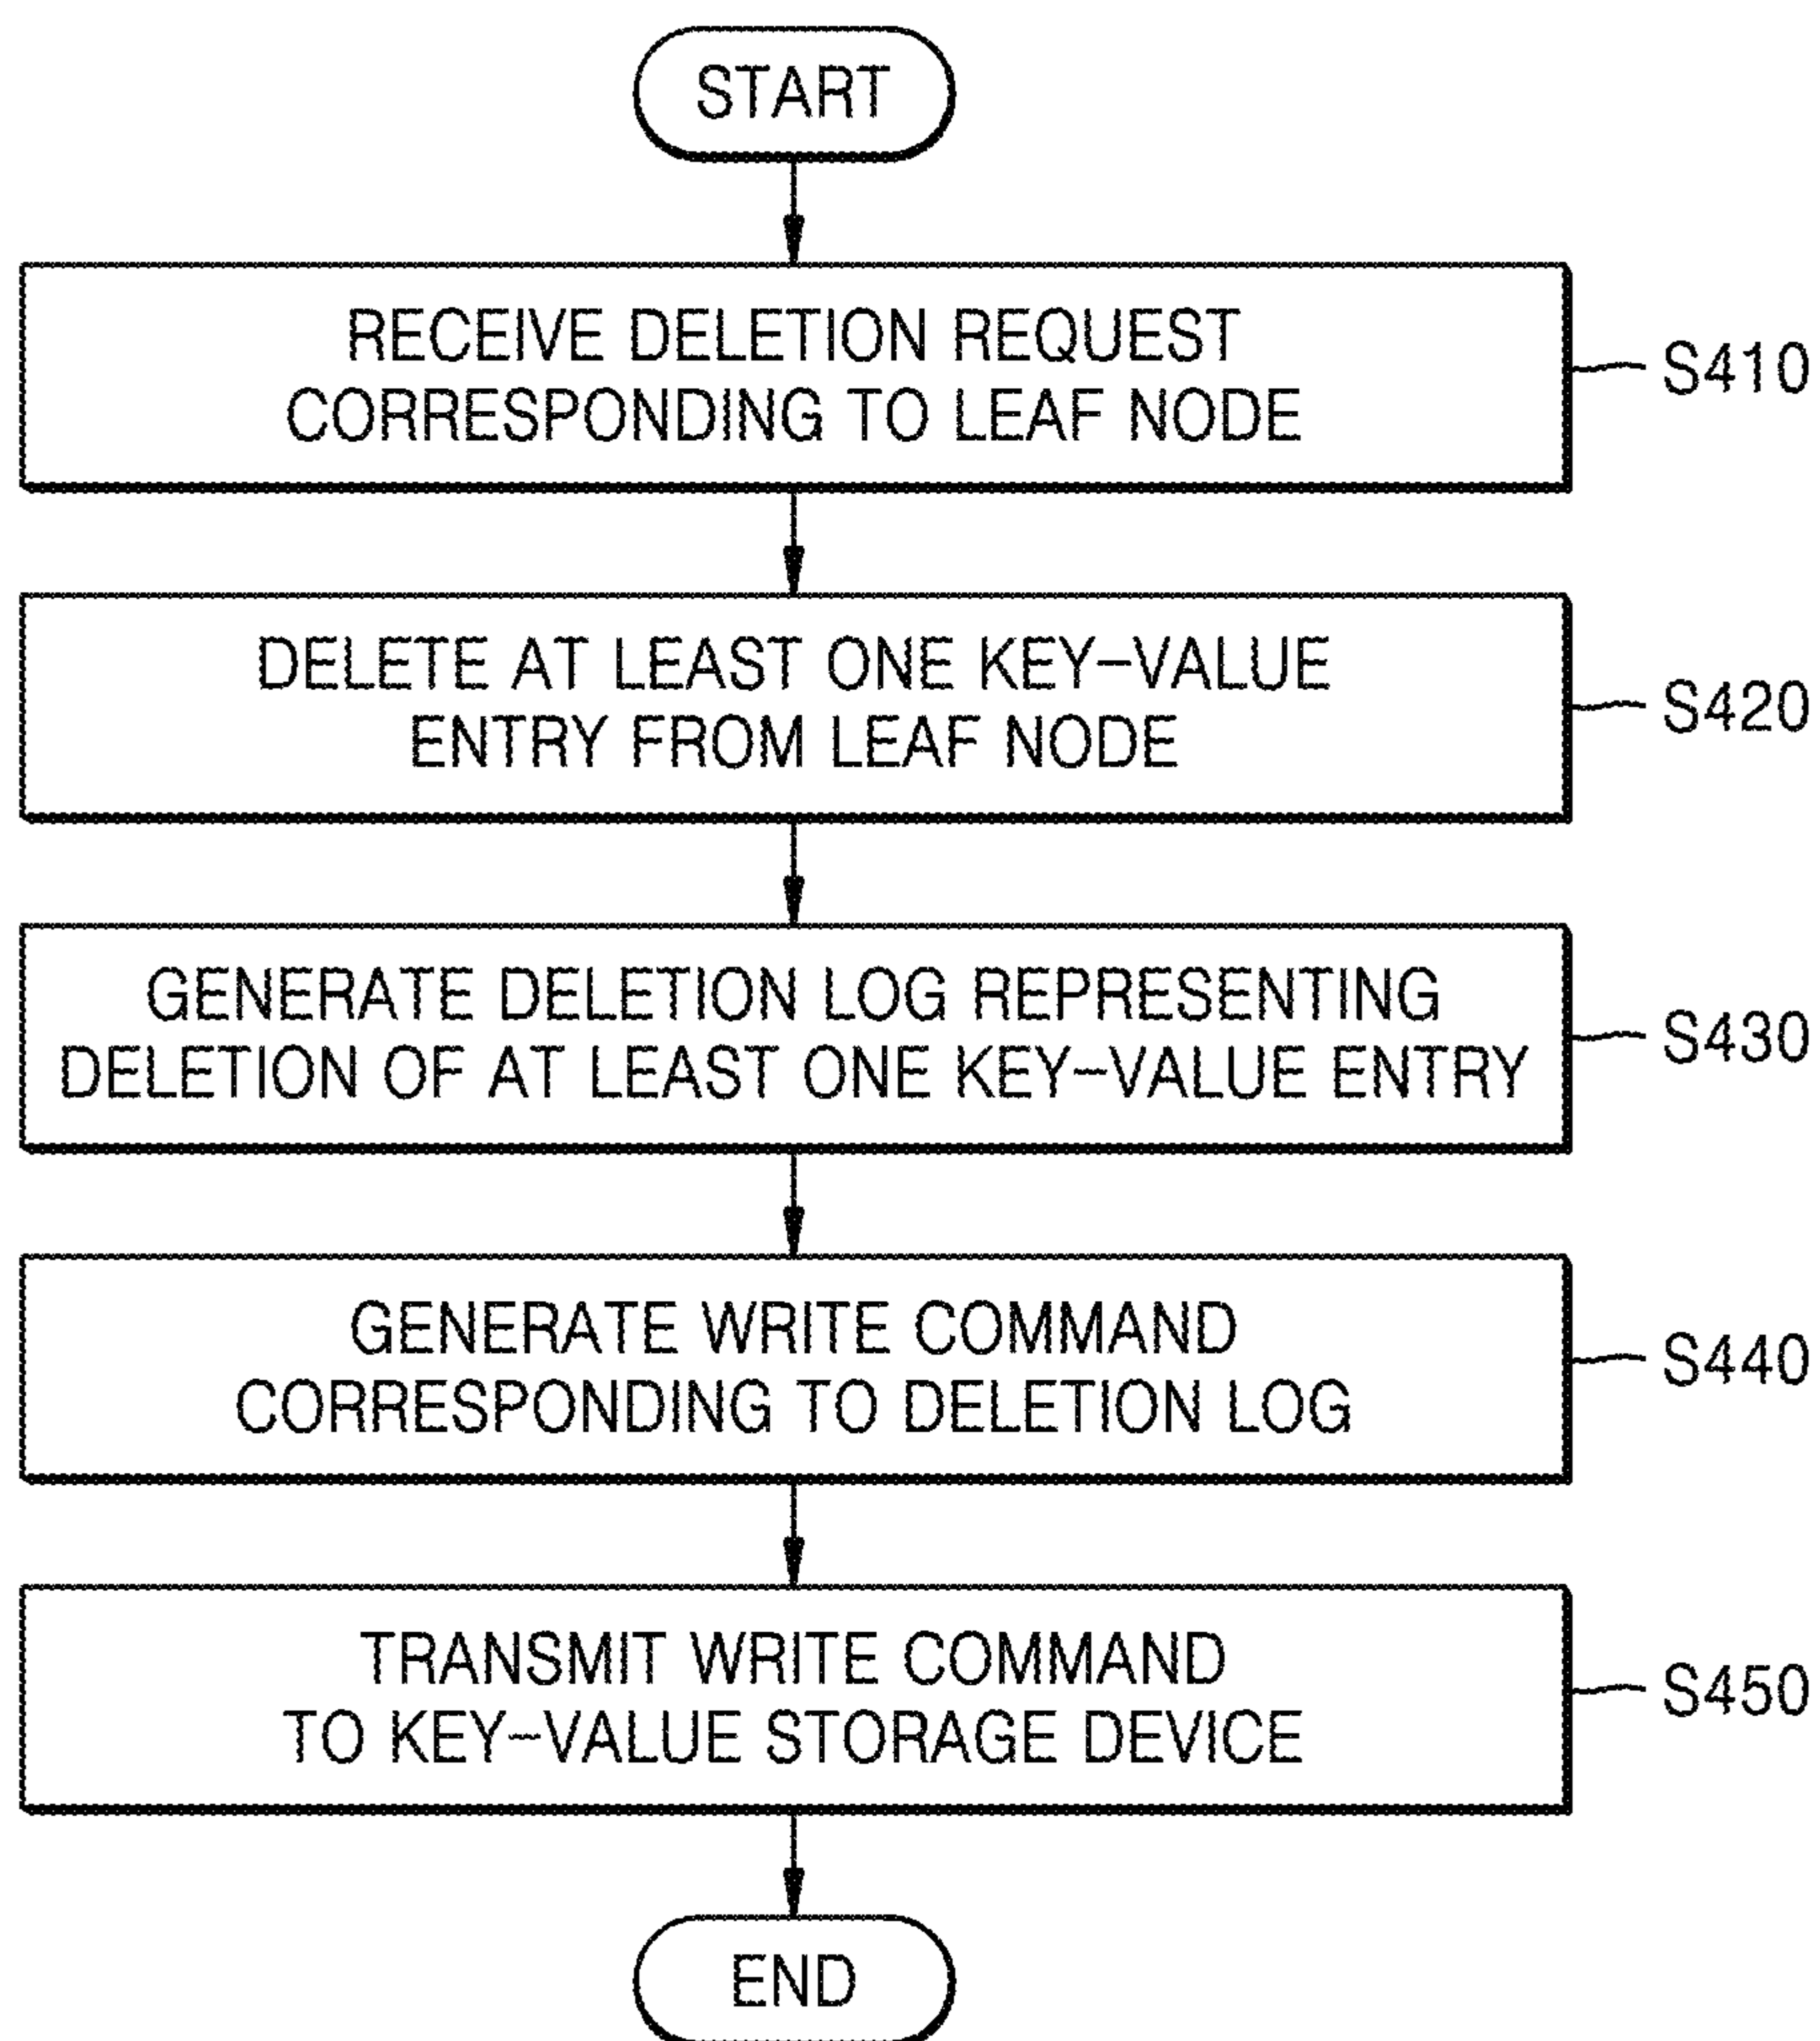 START
RECEIVE DELETION REQUEST
CORRESPONDING TO LEAF NODE
S410
DELETE AT LEAST ONE KEY-VALUE
ENTRY FROM LEAF NODE
S420
GENERATE DELETION LOG REPRESENTING
DELETION OF AT LEAST ONE KEY-VALUE ENTRY
S430
GENERATE WRITE COMMAND
CORRESPONDING TO DELETION LOG
S440
TRANSMIT WRITE COMMAND
TO KEY-VALUE STORAGE DEVICE
S450
END